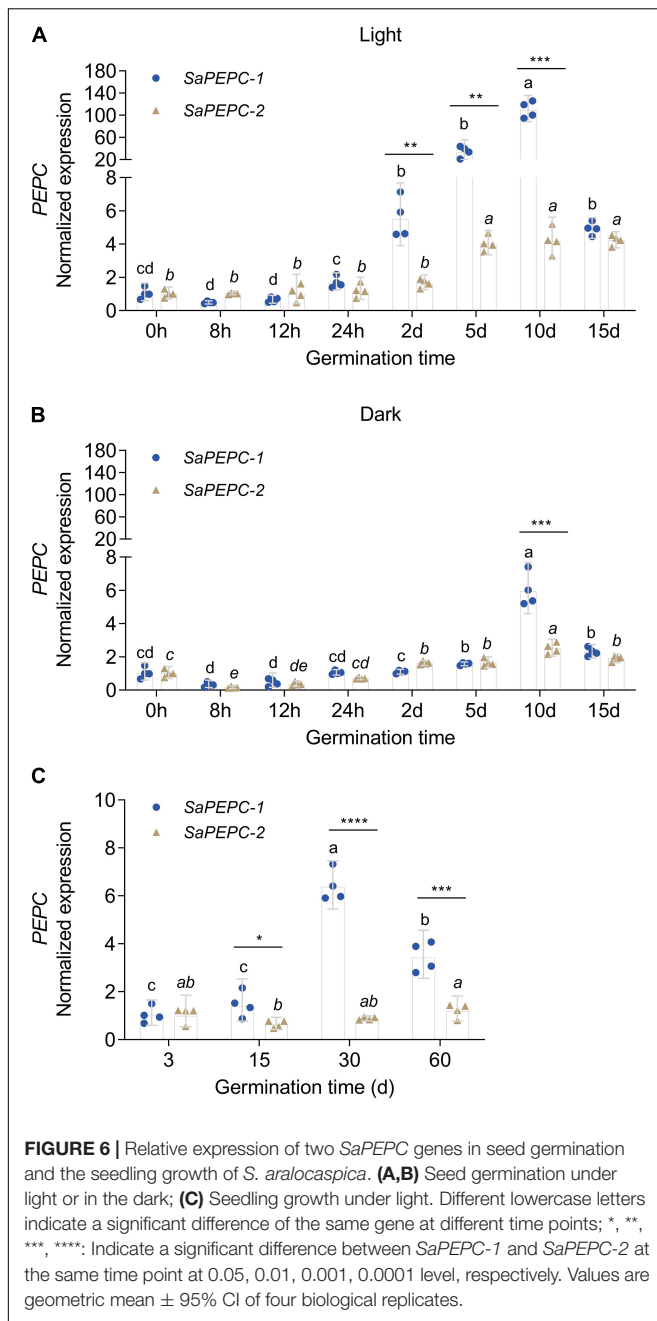 A
Light
SaPEPC-1
SaPEPC-2
PEPC
Normalized expression
180
140
100
60
20
8
6
4
2
0
cd b d b d b c b b ** a b ** a a *** a b a
0h 8h 12h 24h 2d 5d 10d 15d
Germination time
B
Dark
SaPEPC-1
SaPEPC-2
PEPC
Normalized expression
180
140
100
60
20
8
6
4
2
0
cd c d e d de cd cd c b b b a *** a b b
0h 8h 12h 24h 2d 5d 10d 15d
Germination time
C
SaPEPC-1
SaPEPC-2
PEPC
Normalized expression
10
8
6
4
2
0
c ab c * b a **** ab b *** a
3 15 30 60
Germination time (d)
FIGURE 6 | Relative expression of two SaPEPC genes in seed germination
and the seedling growth of S. aralocaspica. (A,B) Seed germination under
light or in the dark; (C) Seedling growth under light. Different lowercase letters
indicate a significant difference of the same gene at different time points; *, **,
***, ****: Indicate a significant difference between SaPEPC-1 and SaPEPC-2 at
the same time point at 0.05, 0.01, 0.001, 0.0001 level, respectively. Values are
geometric mean ± 95% CI of four biological replicates.